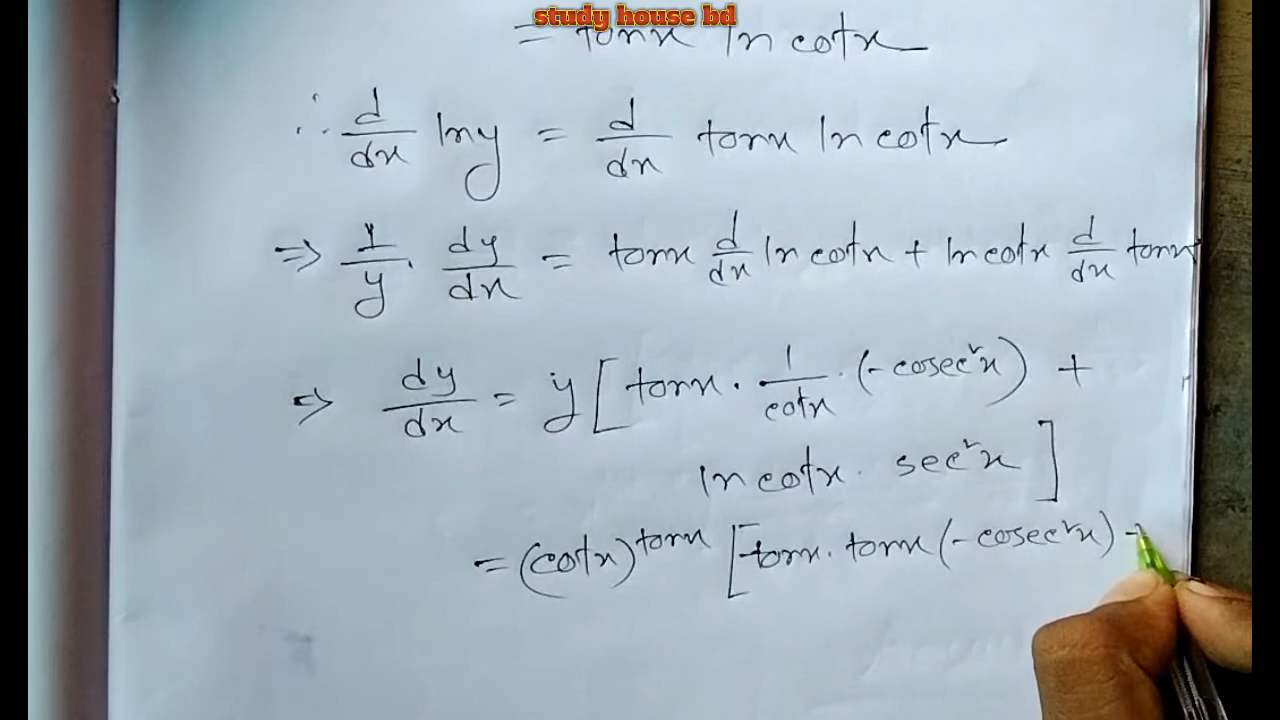 study house bd
= tanx ln cotx
∴ d/dx lny = d/dx tanx ln cotx
⇒ 1/y · dy/dx = tanx d/dx ln cotx + ln cotx d/dx tanx
⇒ dy/dx = y [ tanx · 1/cotx · (- cosec²x) +
ln cotx · sec²x ]
= (cotx)^tanx [ tanx · tanx (- cosec²x) -